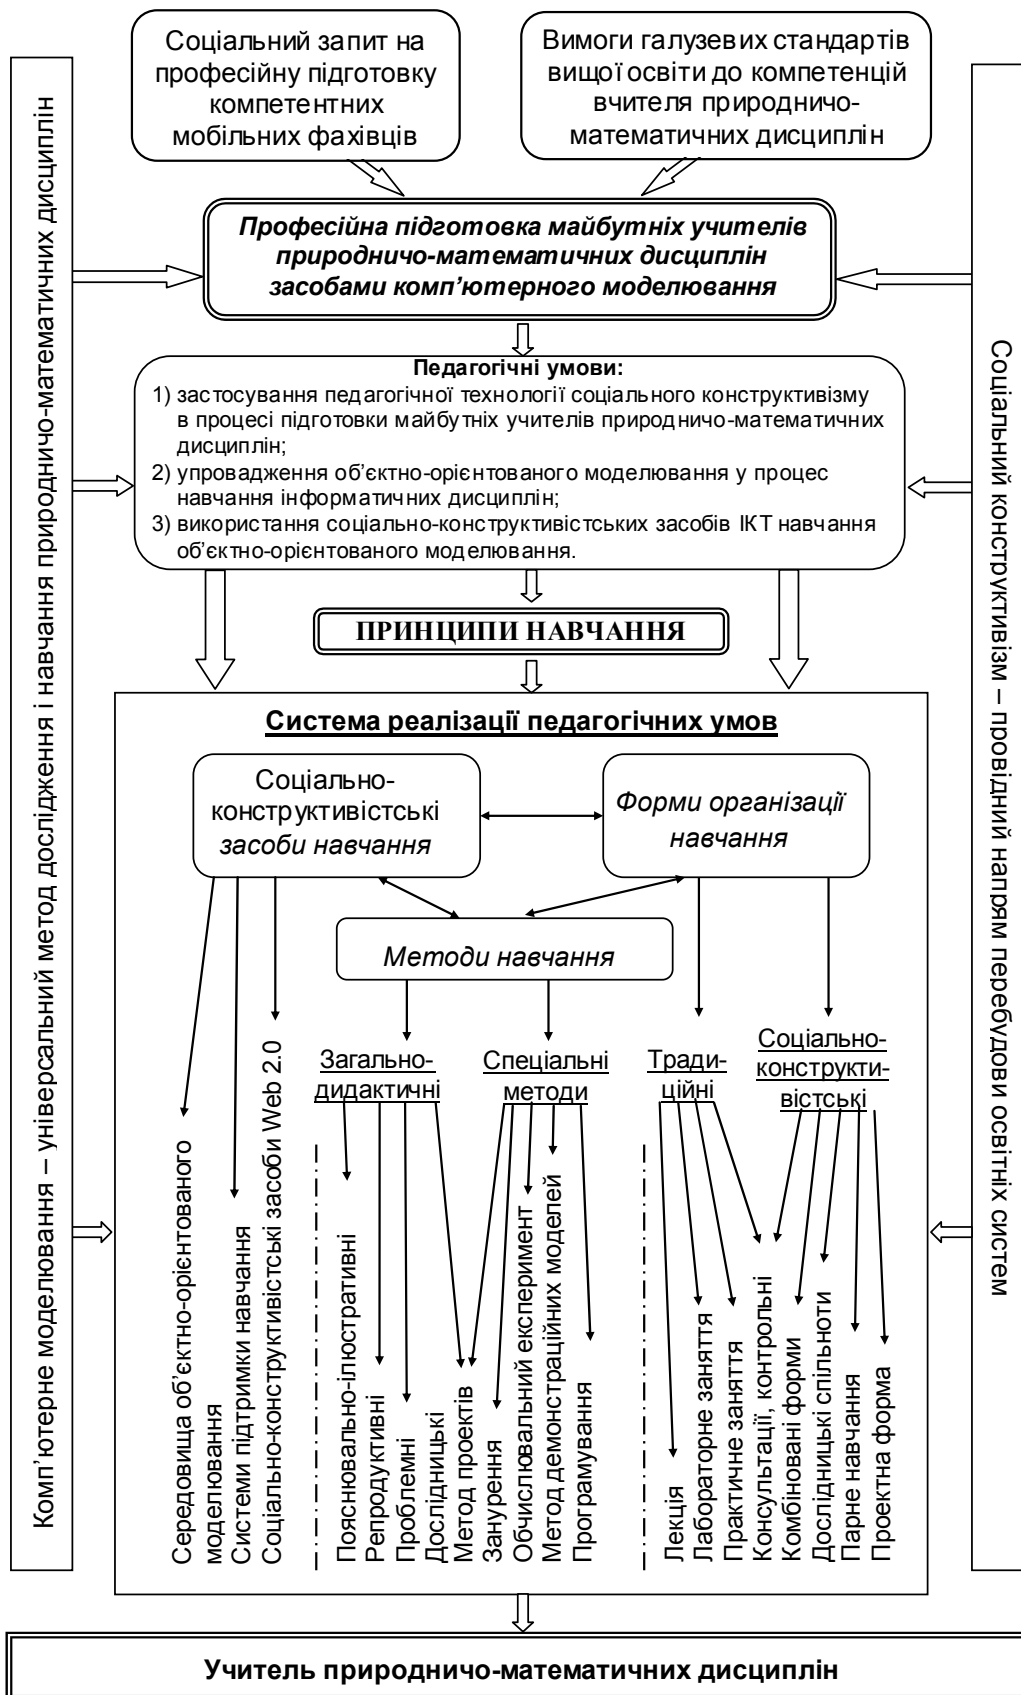 Соціальний запит на
професійну підготовку
компетентних
мобільних фахівців
Вимоги галузевих стандартів
вищої освіти до компетенцій
вчителя природничо-
математичних дисциплін
Комп’ютерне моделювання – універсальний метод дослідження і навчання природничо-математичних дисциплін
Соціальний конструктивізм – провідний напрям перебудови освітніх систем
Професійна підготовка майбутніх учителів
природничо-математичних дисциплін
засобами комп’ютерного моделювання
Педагогічні умови:
1) застосування педагогічної технології соціального конструктивізму
в процесі підготовки майбутніх учителів природничо-математичних
дисциплін;
2) упровадження об’єктно-орієнтованого моделювання у процес
навчання інформатичних дисциплін;
3) використання соціально-конструктивістських засобів ІКТ навчання
об’єктно-орієнтованого моделювання.
ПРИНЦИПИ НАВЧАННЯ
Система реалізації педагогічних умов
Соціально-
конструктивістські
засоби навчання
Форми організації
навчання
Методи навчання
Загально-
дидактичні
Спеціальні
методи
Тради-
ційні
Соціально-
конструкти-
вістські
Середовища об’єктно-орієнтованого
моделювання
Системи підтримки навчання
Соціально-конструктивістські засоби Web 2.0
Пояснювально-ілюстративні
Репродуктивні
Проблемні
Дослідницькі
Метод проектів
Занурення
Обчислювальний експеримент
Метод демонстраційних моделей
Програмування
Лекція
Лабораторне заняття
Практичне заняття
Консультації, контрольні
Комбіновані форми
Дослідницькі спільноти
Парне навчання
Проектна форма
Учитель природничо-математичних дисциплін